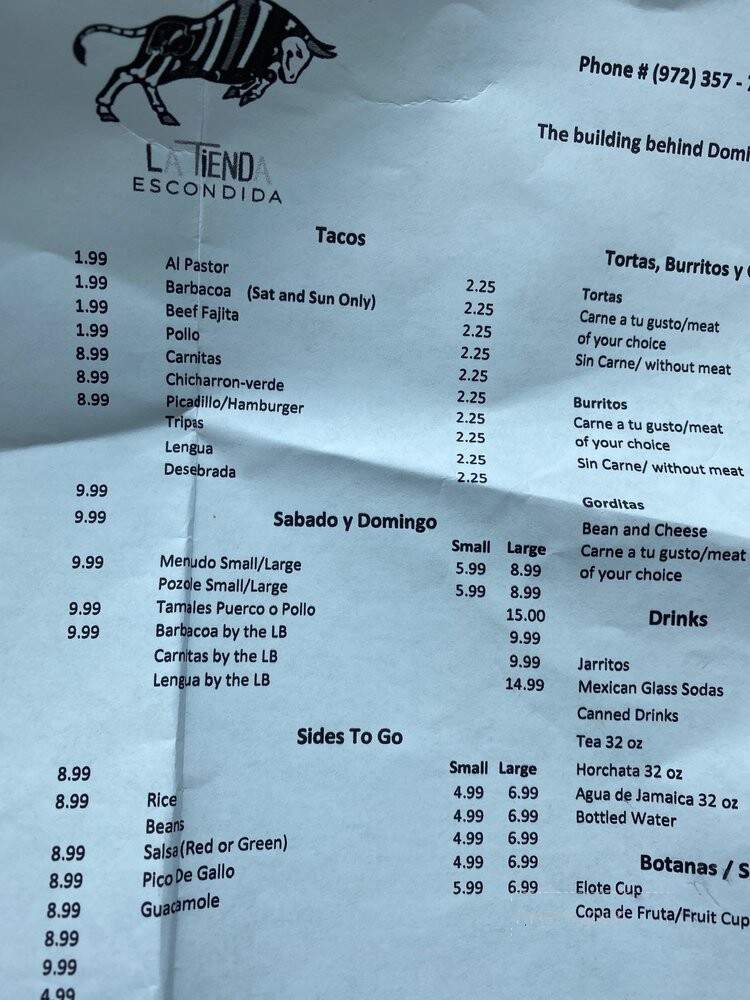 LA TiENDA
ESCONDIDA
Phone # (972) 357 -
The building behind Domi
1.99
1.99
1.99
1.99
8.99
8.99
8.99
9.99
9.99
9.99
9.99
9.99
8.99
8.99
8.99
8.99
8.99
8.99
9.99
4.99
Tacos
Al Pastor 2.25
Barbacoa (Sat and Sun Only) 2.25
Beef Fajita 2.25
Pollo 2.25
Carnitas 2.25
Chicharron-verde 2.25
Picadillo/Hamburger 2.25
Tripas 2.25
Lengua 2.25
Desebrada 2.25
Sabado y Domingo
Small Large
Menudo Small/Large 5.99 8.99
Pozole Small/Large 5.99 8.99
Tamales Puerco o Pollo 15.00
Barbacoa by the LB 9.99
Carnitas by the LB 9.99
Lengua by the LB 14.99
Sides To Go
Small Large
Rice 4.99 6.99
Beans 4.99 6.99
Salsa (Red or Green) 4.99 6.99
Pico De Gallo 4.99 6.99
Guacamole 5.99 6.99
Tortas, Burritos y
Tortas
Carne a tu gusto/meat
of your choice
Sin Carne/ without meat
Burritos
Carne a tu gusto/meat
of your choice
Sin Carne/ without meat
Gorditas
Bean and Cheese
Carne a tu gusto/meat
of your choice
Drinks
Jarritos
Mexican Glass Sodas
Canned Drinks
Tea 32 oz
Horchata 32 oz
Agua de Jamaica 32 oz
Bottled Water
Botanas / S
Elote Cup
Copa de Fruta/Fruit Cup